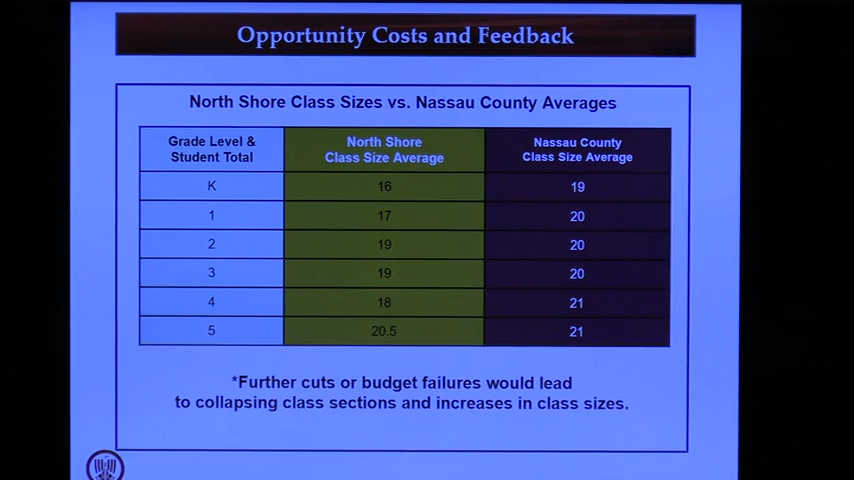 Opportunity Costs and Feedback
North Shore Class Sizes vs. Nassau County Averages
Grade Level &
Student Total
North Shore
Class Size Average
Nassau County
Class Size Average
K 16 19
1 17 20
2 19 20
3 19 20
4 18 21
5 20.5 21
*Further cuts or budget failures would lead
to collapsing class sections and increases in class sizes.